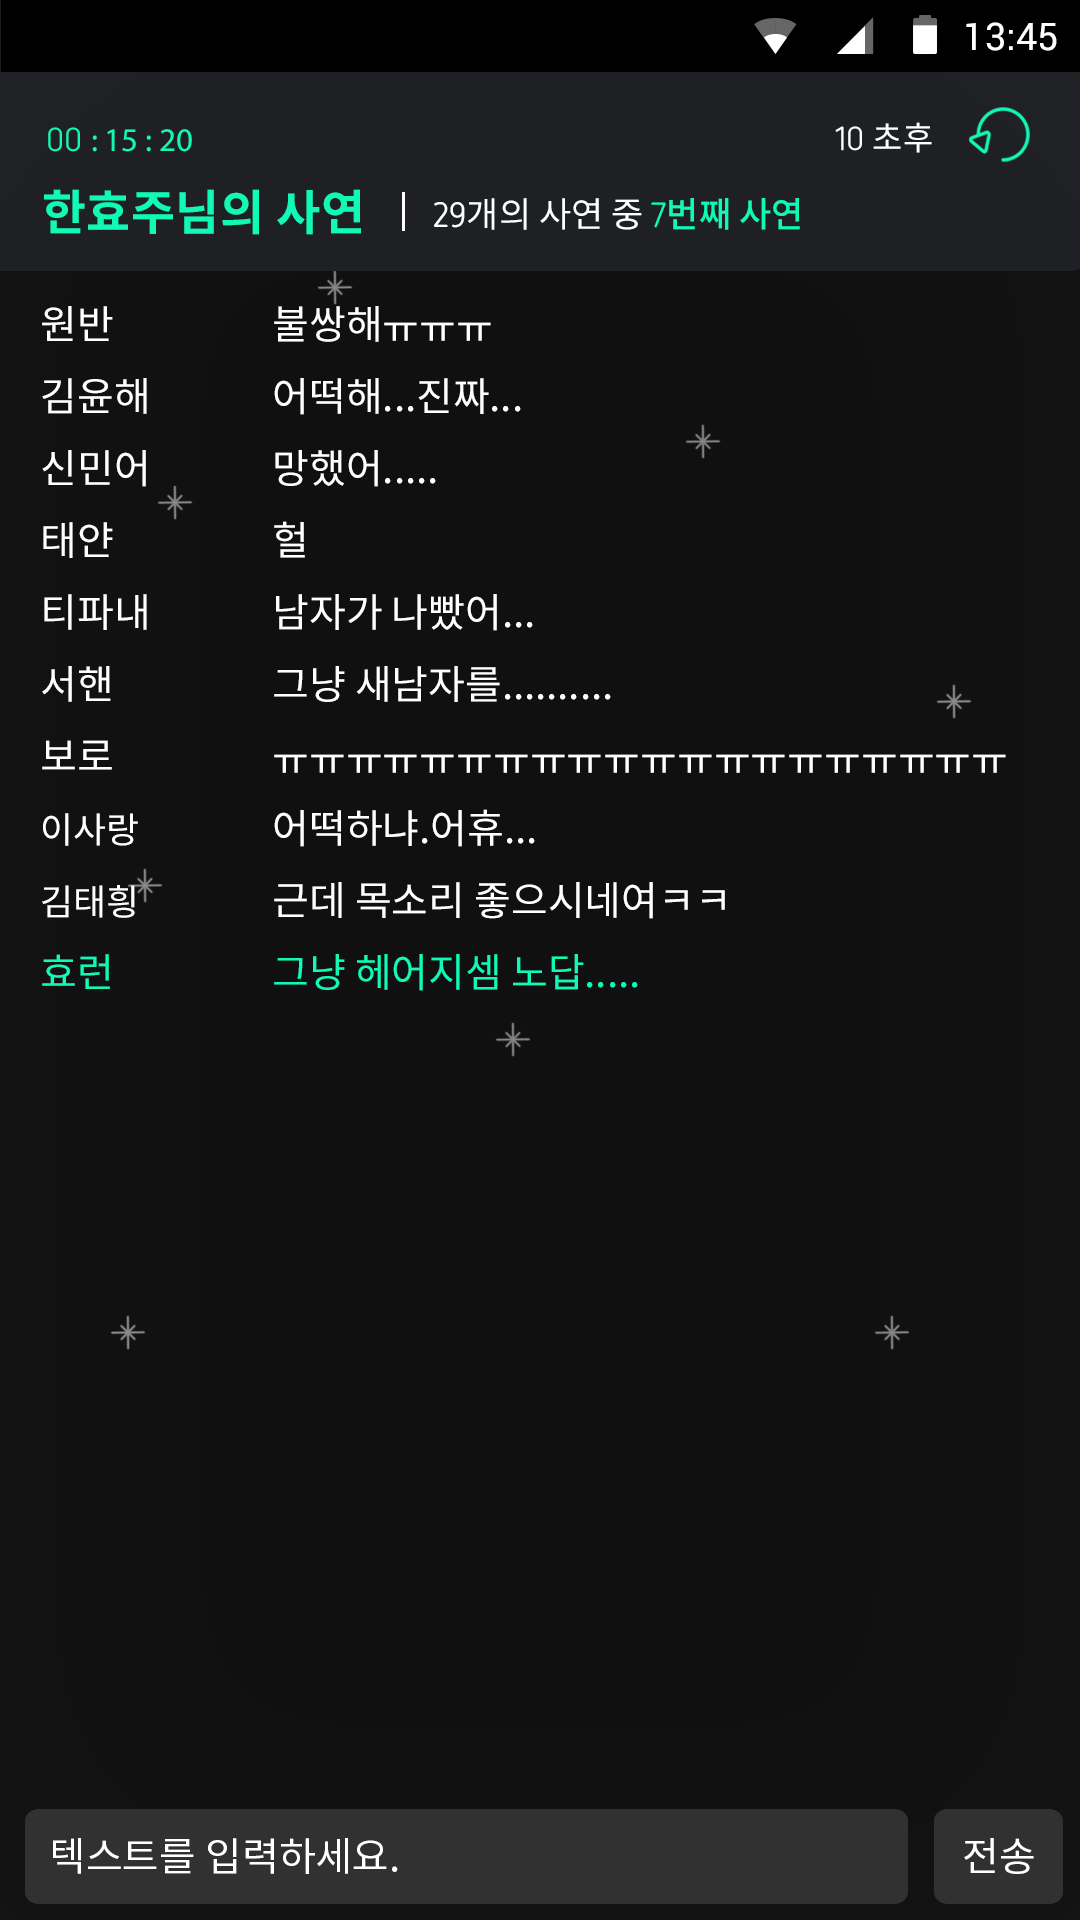 13:45
00 : 15 : 20
10 초후
한효주님의 사연 | 29개의 사연 중 7번째 사연
원반 불쌍해ㅠㅠㅠ
김윤해 어떡해...진짜...
신민어 망했어.....
태얀 헐
티파내 남자가 나빴어...
서핸 그냥 새남자를..........
보로 ㅠㅠㅠㅠㅠㅠㅠㅠㅠㅠㅠㅠㅠㅠㅠㅠㅠㅠㅠㅠ
이사랑 어떡하냐.어휴...
김태힁 근데 목소리 좋으시네여ㅋㅋ
효런 그냥 헤어지셈 노답.....
텍스트를 입력하세요. 전송